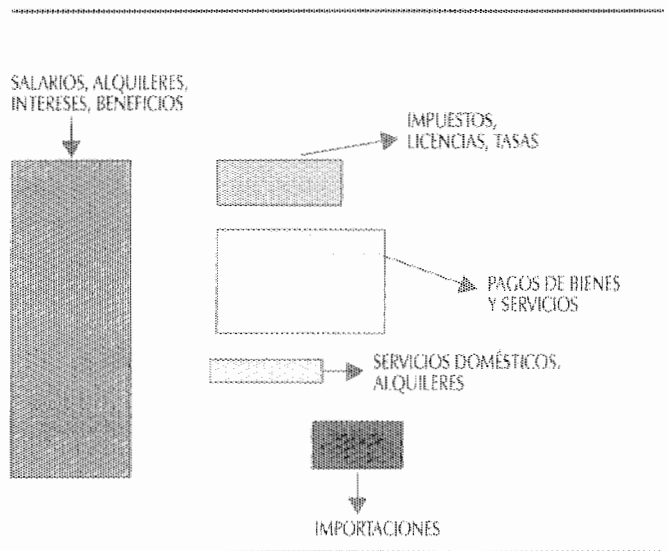 SALARIOS, ALQUILERES,
INTERESES, BENEFICIOS
IMPUESTOS,
LICENCIAS, TASAS
PAGOS DE BIENES
Y SERVICIOS
SERVICIOS DOMÉSTICOS,
ALQUILERES
IMPORTACIONES